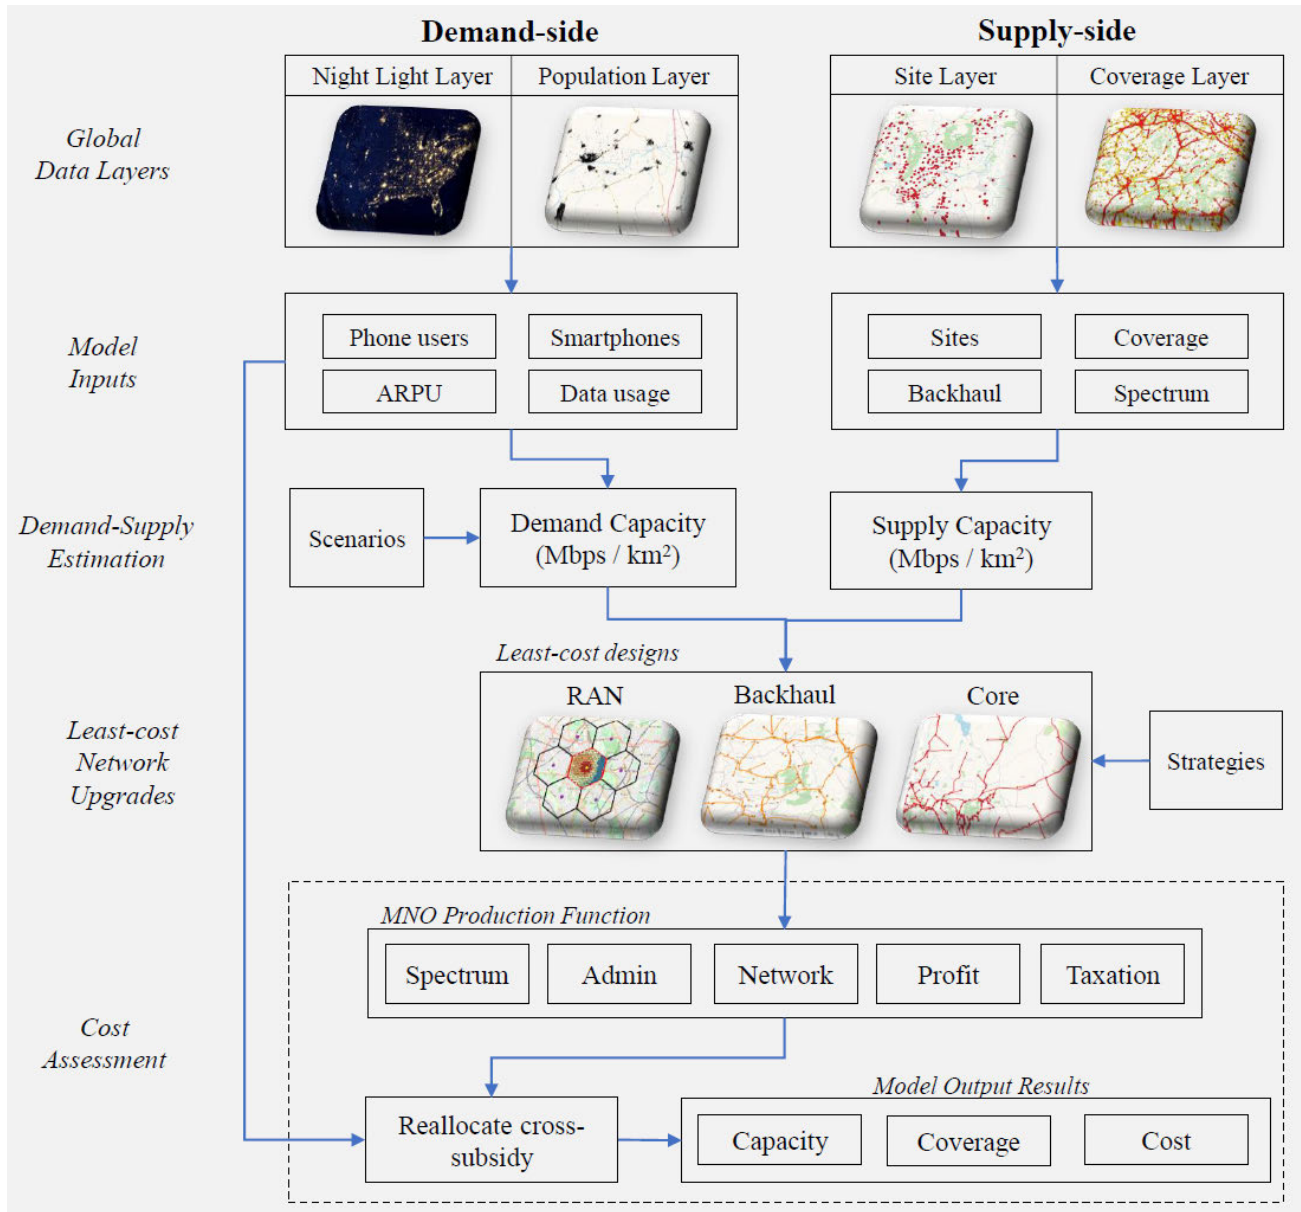 Demand-side
Supply-side
Night Light Layer
Population Layer
Site Layer
Coverage Layer
Global
Data Layers
Model
Inputs
Phone users
Smartphones
ARPU
Data usage
Sites
Coverage
Backhaul
Spectrum
Demand-Supply
Estimation
Scenarios
Demand Capacity
(Mbps / km²)
Supply Capacity
(Mbps / km²)
Least-cost
Network
Upgrades
Least-cost designs
RAN
Backhaul
Core
Strategies
Cost
Assessment
MNO Production Function
Spectrum
Admin
Network
Profit
Taxation
Reallocate cross-
subsidy
Model Output Results
Capacity
Coverage
Cost